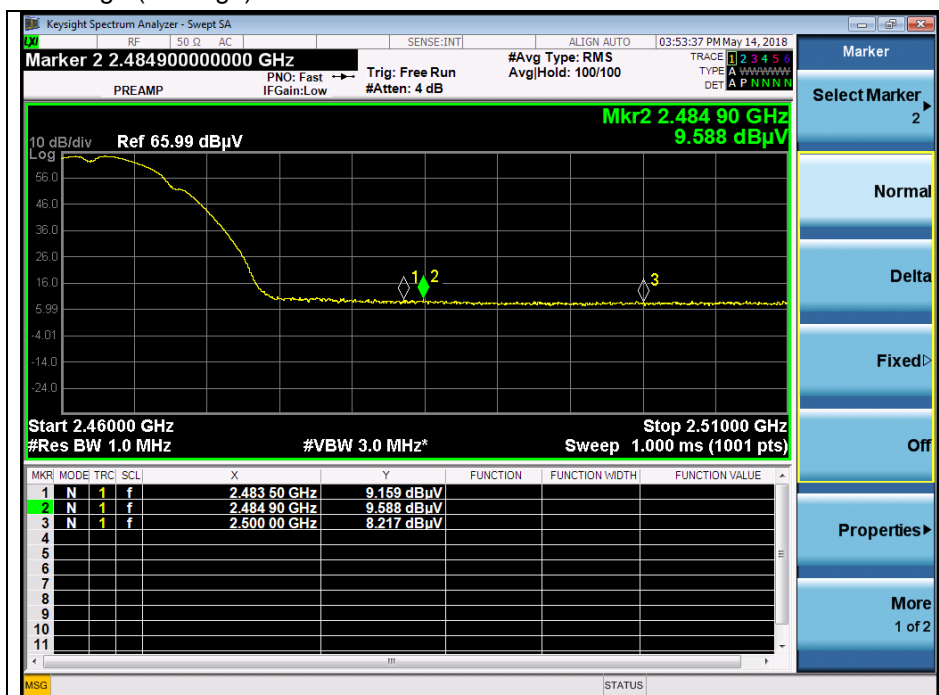 Keysight Spectrum Analyzer - Swept SA
LXI RF 50 Ω AC SENSE:INT ALIGN AUTO 03:53:37 PM May 14, 2018
Marker 2 2.484900000000 GHz
PREAMP
PNO: Fast
IFGain:Low
Trig: Free Run
#Atten: 4 dB
#Avg Type: RMS
Avg|Hold: 100/100
TRACE 1 2 3 4 5 6
TYPE A WWWWW
DET A P N N N N
Mkr2 2.484 90 GHz
9.588 dBµV
10 dB/div Ref 65.99 dBµV
Log
56.0
46.0
36.0
26.0
16.0
5.99
-4.01
-14.0
-24.0
1 2 3
Start 2.46000 GHz Stop 2.51000 GHz
#Res BW 1.0 MHz #VBW 3.0 MHz* Sweep 1.000 ms (1001 pts)
MKR MODE TRC SCL X Y FUNCTION FUNCTION WIDTH FUNCTION VALUE
1 N 1 f 2.483 50 GHz 9.159 dBµV
2 N 1 f 2.484 90 GHz 9.588 dBµV
3 N 1 f 2.500 00 GHz 8.217 dBµV
4
5
6
7
8
9
10
11
MSG STATUS
Marker
Select Marker
2
Normal
Delta
Fixed
Off
Properties
More
1 of 2